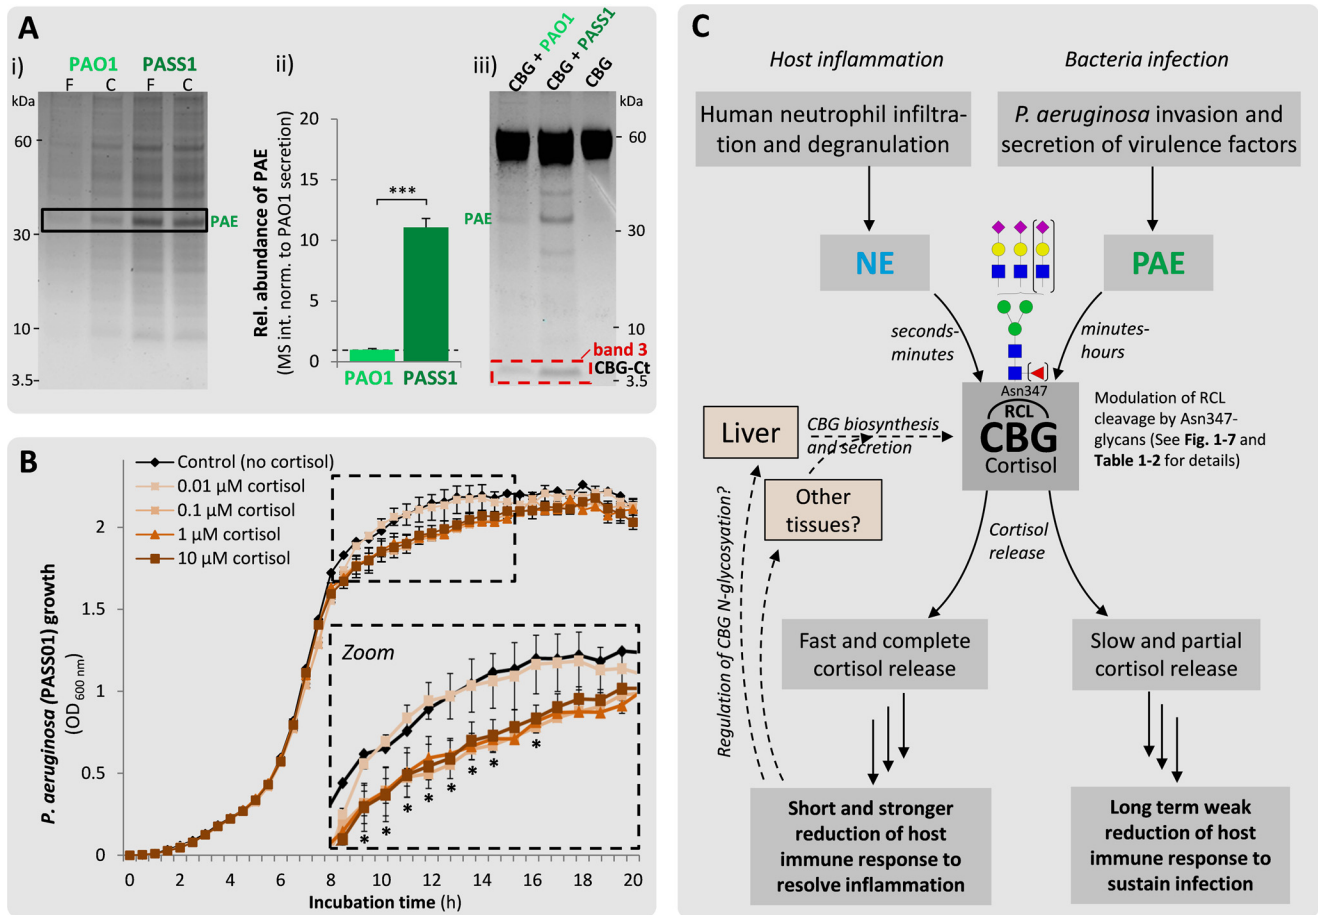 A
i)
PAO1 PASS1
F C F C
kDa
60
30
10
3.5
PAE
ii)
Rel. abundance of PAE
(MS int. norm. to PAO1 secretion)
20
15
10
5
0
***
PAO1 PASS1
iii)
CBG + PAO1
CBG + PASS1
CBG
kDa
60
PAE
30
10
band 3
CBG-Ct
3.5
B
Control (no cortisol)
0.01 µM cortisol
0.1 µM cortisol
1 µM cortisol
10 µM cortisol
P. aeruginosa (PASS01) growth
(OD600 nm)
2
1.5
1
0.5
0
Zoom
* * * * * * * *
0 2 4 6 8 10 12 14 16 18 20
Incubation time (h)
C
Host inflammation
Bacteria infection
Human neutrophil infiltra-
tion and degranulation
P. aeruginosa invasion and
secretion of virulence factors
NE
PAE
seconds-
minutes
minutes-
hours
Asn347
RCL
CBG
Cortisol
Modulation of RCL
cleavage by Asn347-
glycans (See Fig. 1-7 and
Table 1-2 for details)
Liver
CBG biosynthesis
and secretion
Other
tissues?
Regulation of CBG N-glycosyation?
Cortisol
release
Fast and complete
cortisol release
Slow and partial
cortisol release
Short and stronger
reduction of host
immune response to
resolve inflammation
Long term weak
reduction of host
immune response to
sustain infection